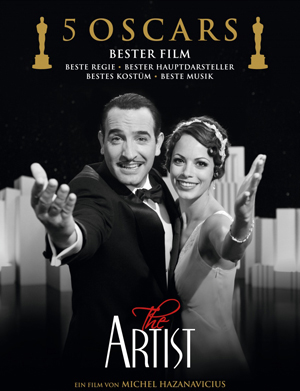 5 OSCARS
BESTER FILM
BESTE REGIE • BESTER HAUPTDARSTELLER
BESTES KOSTÜM • BESTE MUSIK
The
ARTIST
EIN FILM VON MICHEL HAZANAVICIUS